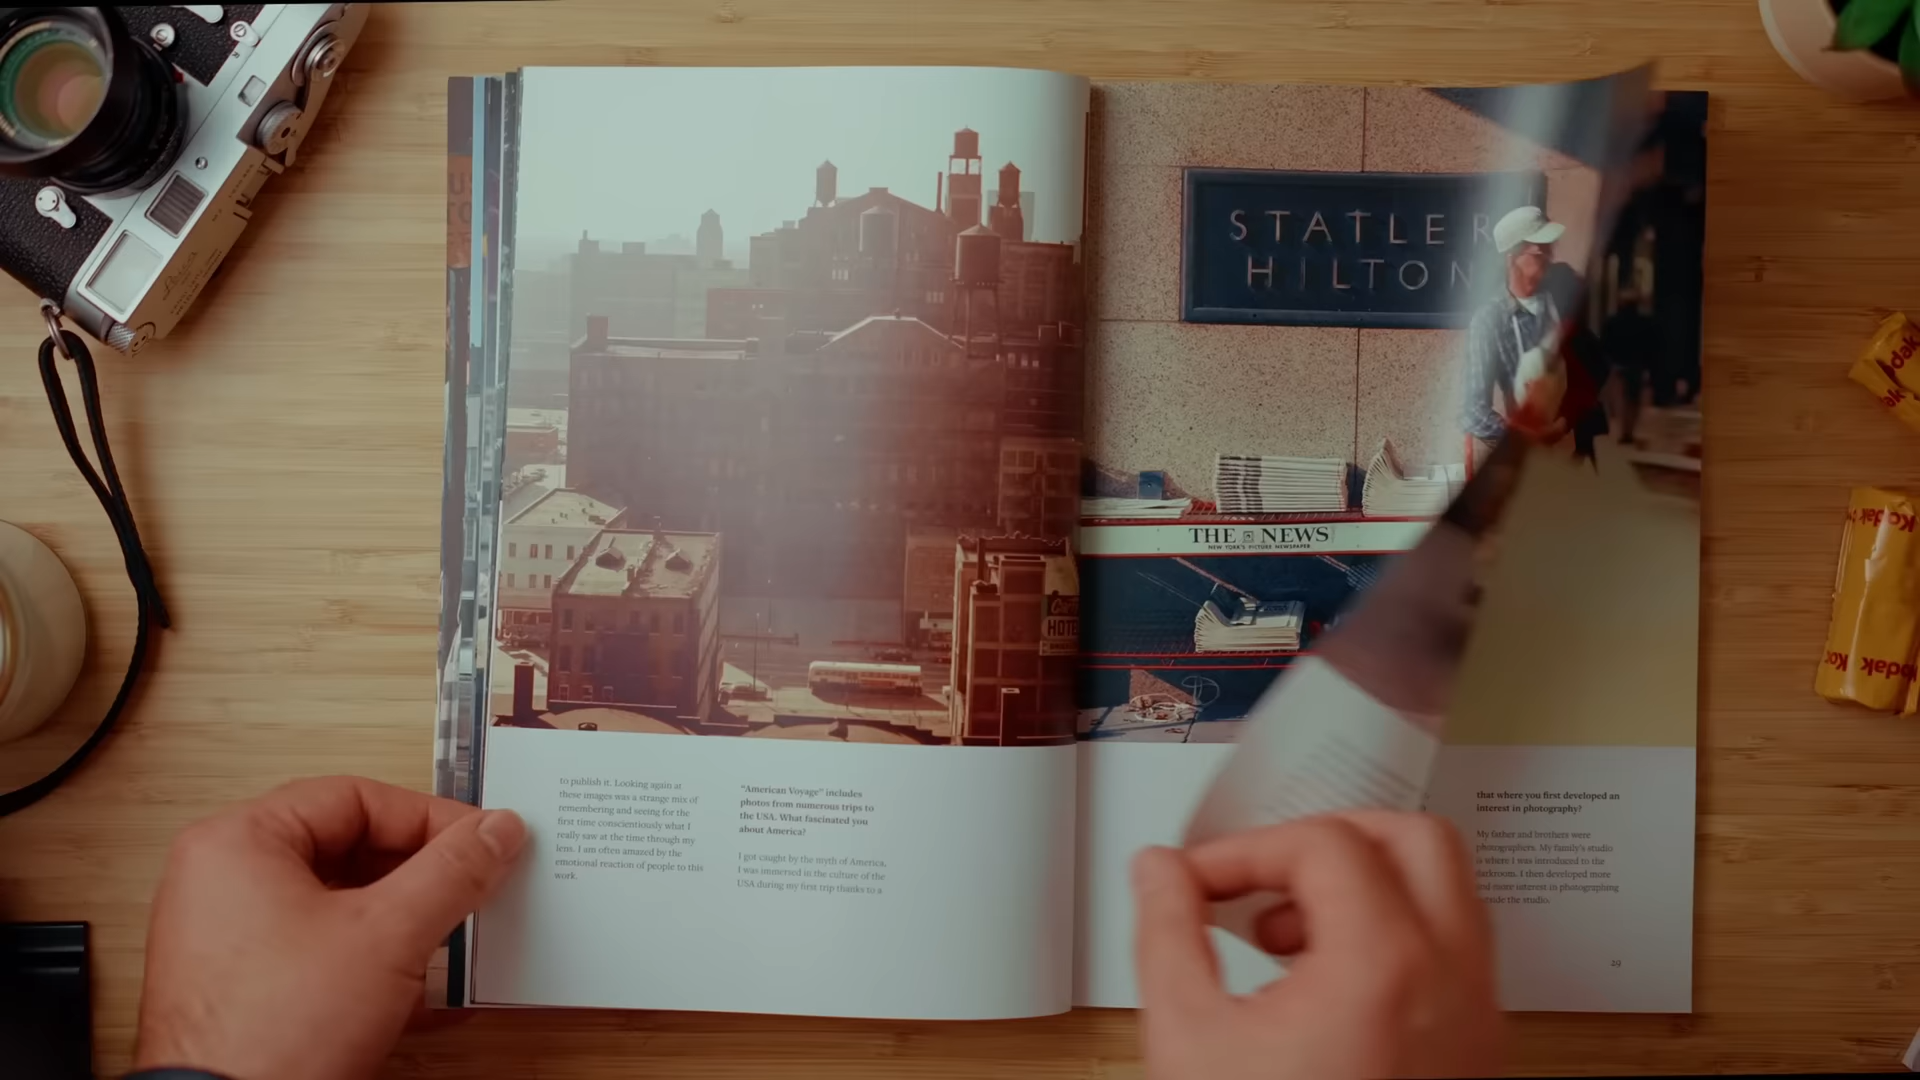 STATLER
HILTON
THE NEWS
NEW YORK'S PICTURE NEWSPAPER
HOTEL
to publish it. Looking again at
these images was a strange mix of
remembering and seeing for the
first time conscientiously what I
really saw at the time through my
lens. I am often amazed by the
emotional reaction of people to this
work.
“American Voyage” includes
photos from numerous trips to
the USA. What fascinated you
about America?
I got caught by the myth of America.
I was immersed in the culture of the
USA during my first trip thanks to a
that where you first developed an
interest in photography?
My father and brothers were
photographers. My family's studio
is where I was introduced to the
darkroom. I then developed more
and more interest in photographing
outside the studio.
29
Leica
Kodak
Kodak